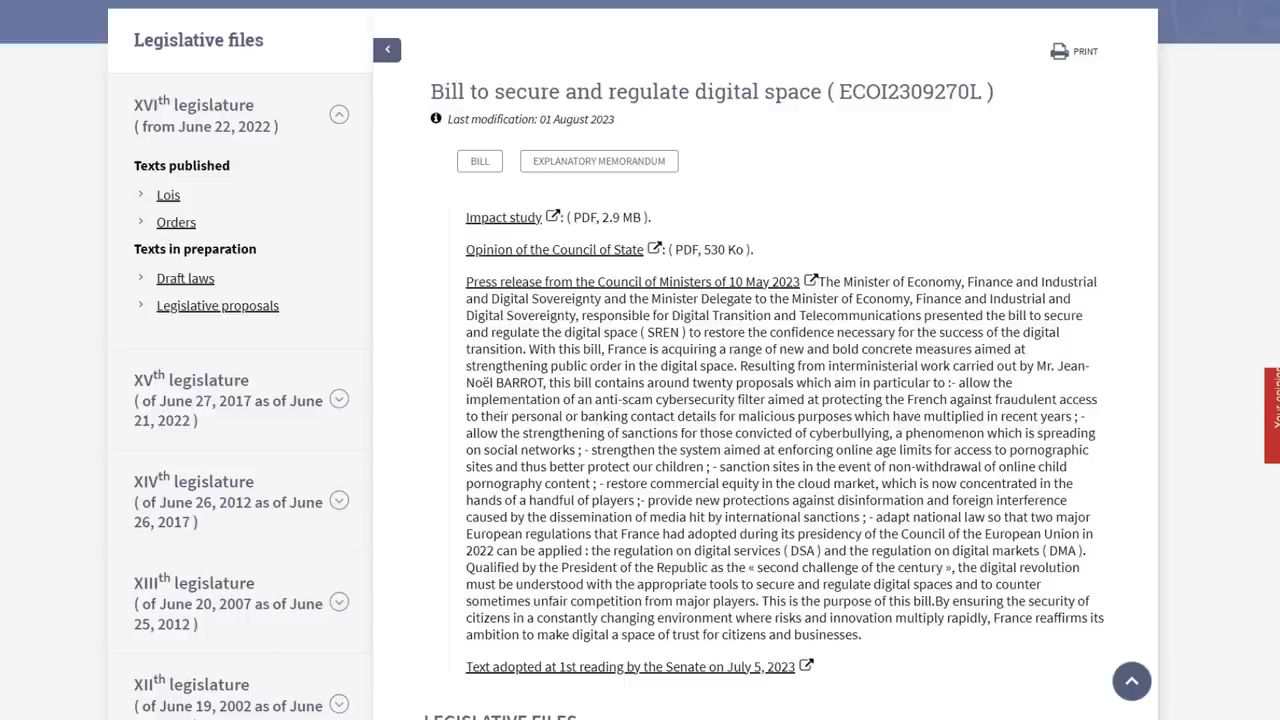 Legislative files
XVIth legislature
( from June 22, 2022 )
Texts published
Lois
Orders
Texts in preparation
Draft laws
Legislative proposals
XVth legislature
( of June 27, 2017 as of June
21, 2022 )
XIVth legislature
( of June 26, 2012 as of June
26, 2017 )
XIIIth legislature
( of June 20, 2007 as of June
25, 2012 )
XIIth legislature
( of June 19, 2002 as of June
PRINT
Bill to secure and regulate digital space ( ECOI2309270L )
Last modification: 01 August 2023
BILL
EXPLANATORY MEMORANDUM
Impact study : ( PDF, 2.9 MB ).
Opinion of the Council of State : ( PDF, 530 Ko ).
Press release from the Council of Ministers of 10 May 2023 The Minister of Economy, Finance and Industrial
and Digital Sovereignty and the Minister Delegate to the Minister of Economy, Finance and Industrial and
Digital Sovereignty, responsible for Digital Transition and Telecommunications presented the bill to secure
and regulate the digital space ( SREN ) to restore the confidence necessary for the success of the digital
transition. With this bill, France is acquiring a range of new and bold concrete measures aimed at
strengthening public order in the digital space. Resulting from interministerial work carried out by Mr. Jean-
Noël BARROT, this bill contains around twenty proposals which aim in particular to :- allow the
implementation of an anti-scam cybersecurity filter aimed at protecting the French against fraudulent access
to their personal or banking contact details for malicious purposes which have multiplied in recent years ; -
allow the strengthening of sanctions for those convicted of cyberbullying, a phenomenon which is spreading
on social networks ; - strengthen the system aimed at enforcing online age limits for access to pornographic
sites and thus better protect our children ; - sanction sites in the event of non-withdrawal of online child
pornography content ; - restore commercial equity in the cloud market, which is now concentrated in the
hands of a handful of players ;- provide new protections against disinformation and foreign interference
caused by the dissemination of media hit by international sanctions ; - adapt national law so that two major
European regulations that France had adopted during its presidency of the Council of the European Union in
2022 can be applied : the regulation on digital services ( DSA ) and the regulation on digital markets ( DMA ).
Qualified by the President of the Republic as the « second challenge of the century », the digital revolution
must be understood with the appropriate tools to secure and regulate digital spaces and to counter
sometimes unfair competition from major players. This is the purpose of this bill.By ensuring the security of
citizens in a constantly changing environment where risks and innovation multiply rapidly, France reaffirms its
ambition to make digital a space of trust for citizens and businesses.
Text adopted at 1st reading by the Senate on July 5, 2023
LEGISLATIVE FILES
Your opinion